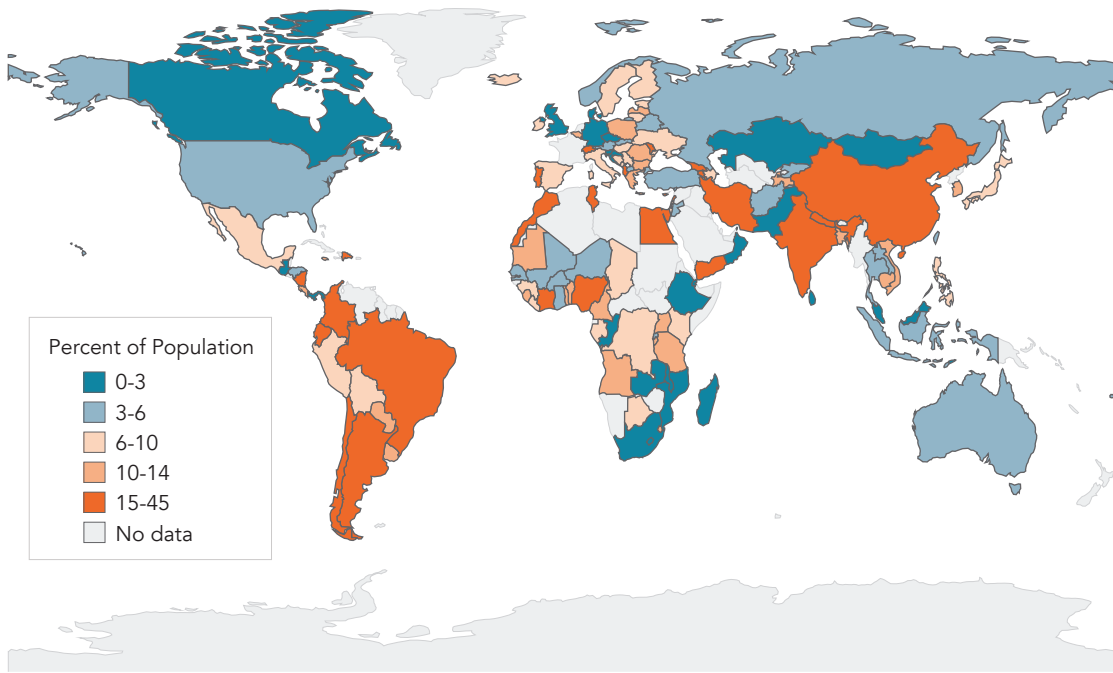 Percent of Population
0-3
3-6
6-10
10-14
15-45
No data